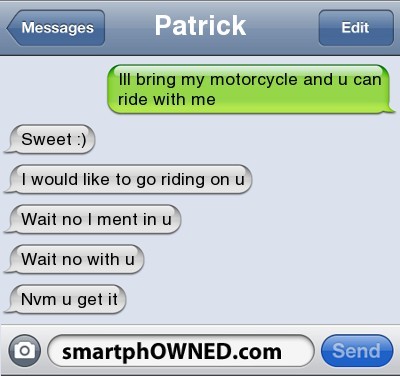 Messages
Patrick
Edit
Ill bring my motorcycle and u can
ride with me
Sweet :)
I would like to go riding on u
Wait no I ment in u
Wait no with u
Nvm u get it
smartphOWNED.com
Send